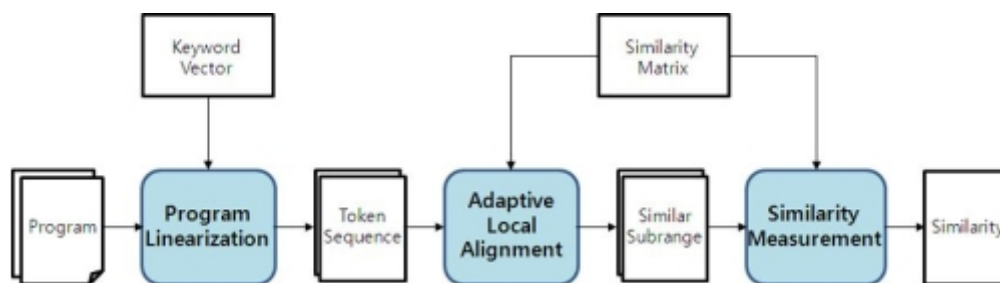 Keyword
Vector
Similarity
Matrix
Program
Program
Linearization
Token
Sequence
Adaptive
Local
Alignment
Similar
Subrange
Similarity
Measurement
Similarity